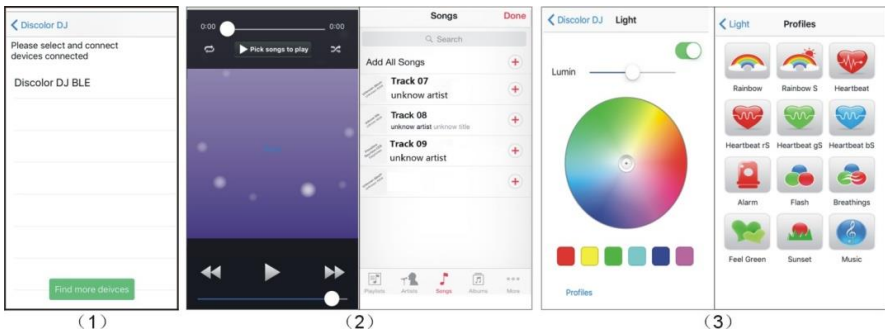 Discolor DJ
Please select and connect
devices connected
Discolor DJ BLE
Find more deivces
(1)
0:00
0:00
Pick songs to play
Songs
Done
Search
Add All Songs
Track 07
unknow artist
Track 08
unknow artist unknow title
Track 09
unknow artist
Playlists
Artists
Songs
Albums
More
(2)
Discolor DJ
Light
Lumin
Profiles
Light
Profiles
Rainbow
Rainbow S
Heartbeat
Heartbeat rS
Heartbeat gS
Heartbeat bS
Alarm
Flash
Breathings
Feel Green
Sunset
Music
(3)